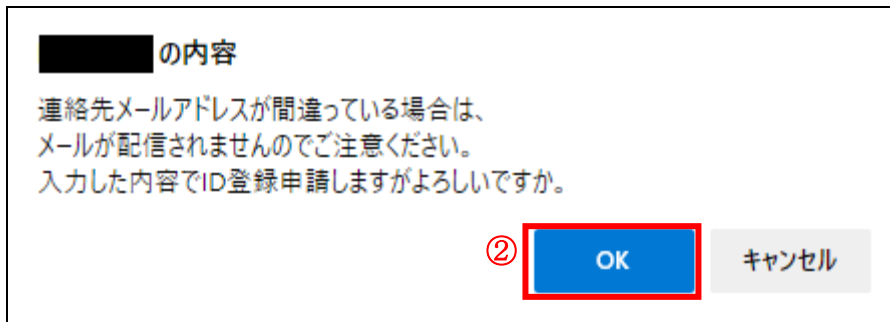 の内容
連絡先メールアドレスが間違っている場合は、
メールが配信されませんのでご注意ください。
入力した内容でID登録申請しますがよろしいですか。
② OK キャンセル